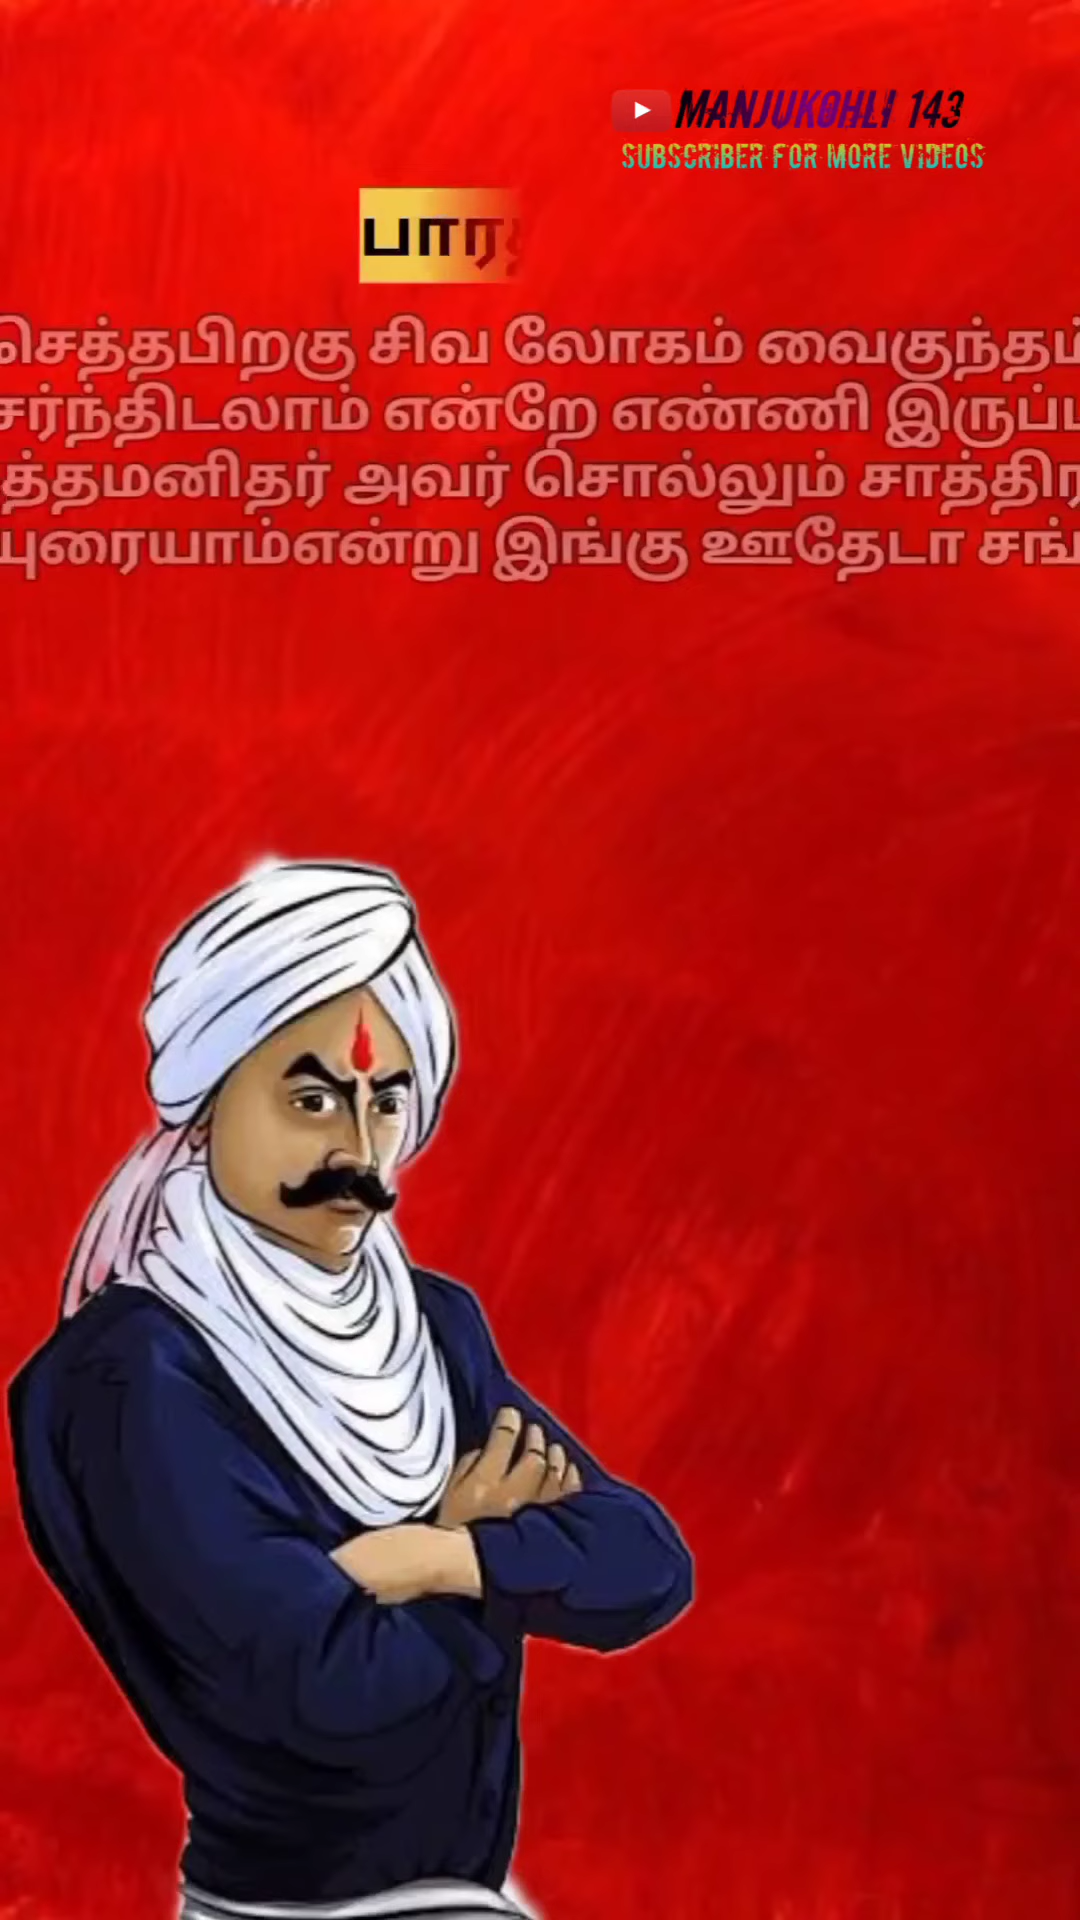 MANJUKOHLI 143
SUBSCRIBER FOR MORE VIDEOS
பார
செத்தபிறகு சிவ லோகம் வைகுந்தம்
சர்ந்திடலாம் என்றே எண்ணி இருப்ப
த்தமனிதர் அவர் சொல்லும் சாத்திர
யுரையாம்என்று இங்கு ஊதேடா சங்